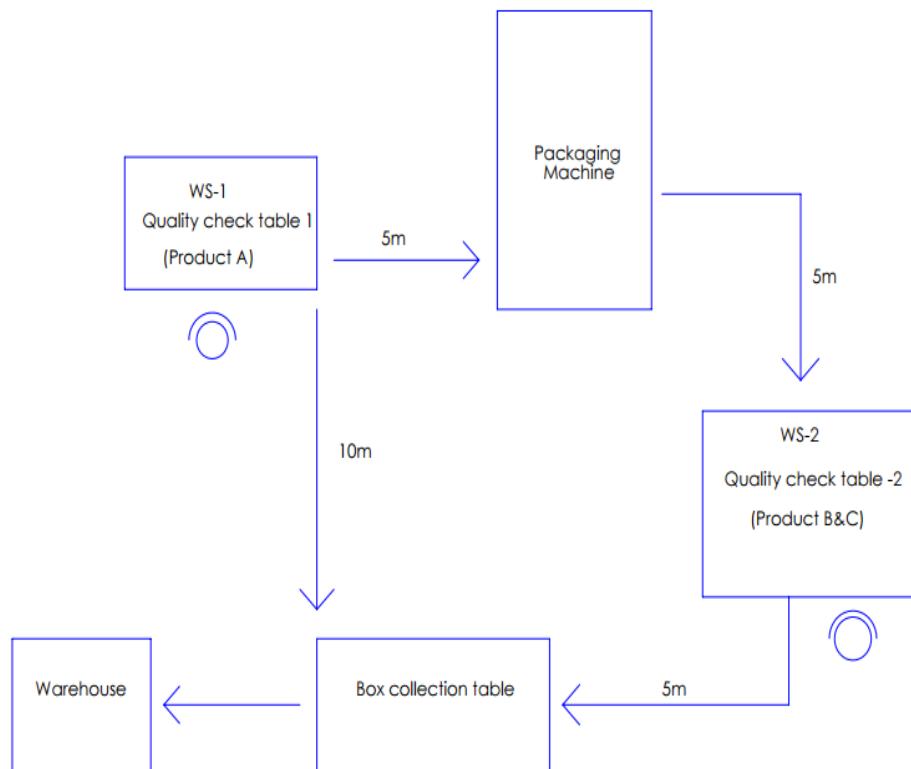 Packaging
Machine
WS-1
Quality check table 1
(Product A)
5m
5m
10m
WS-2
Quality check table -2
(Product B&C)
Warehouse
Box collection table
5m